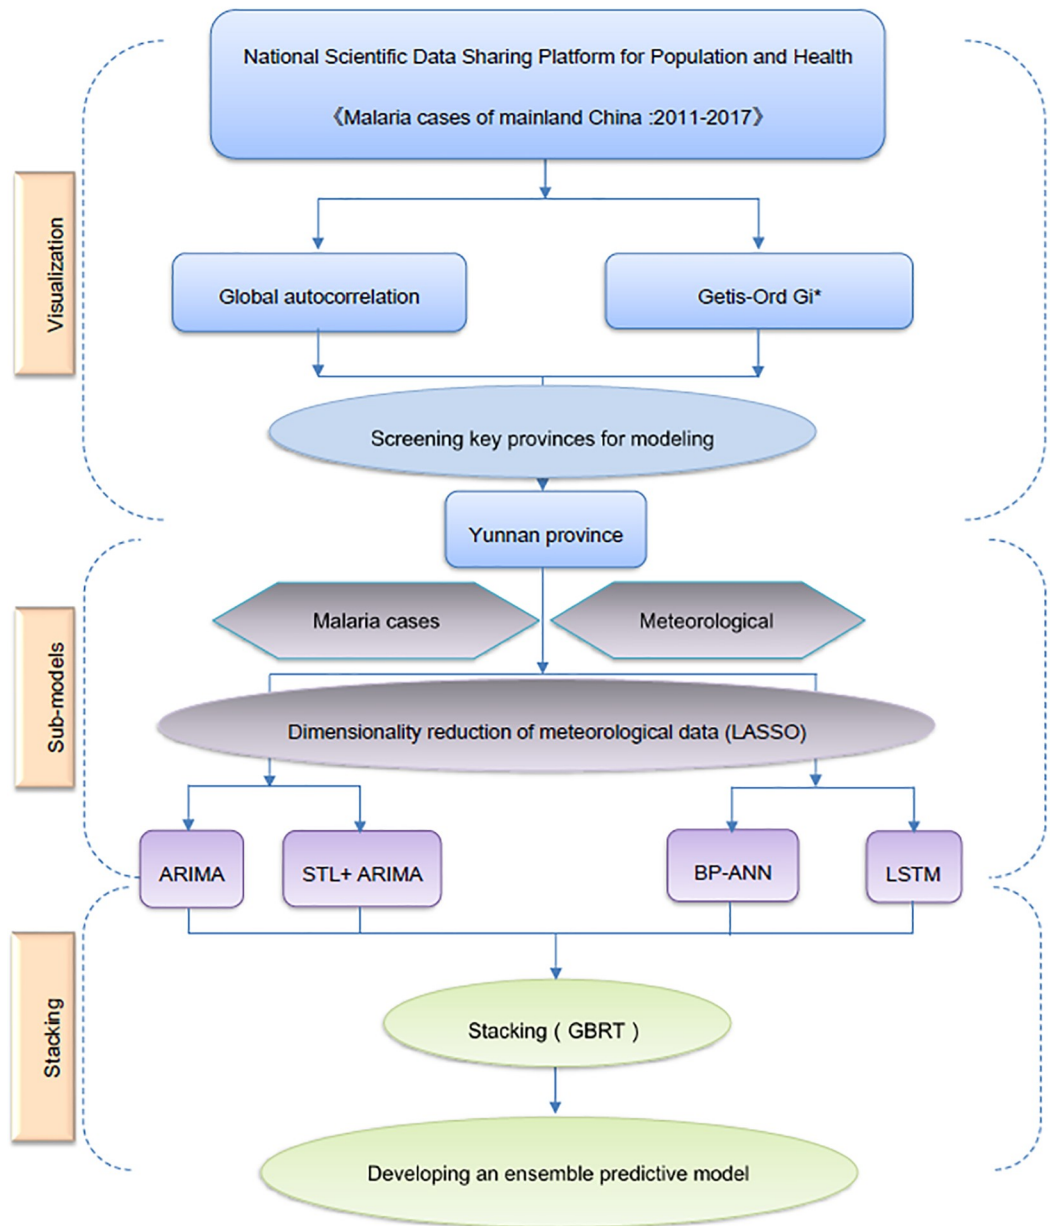 National Scientific Data Sharing Platform for Population and Health
《Malaria cases of mainland China :2011-2017》
Visualization
Global autocorrelation
Getis-Ord Gi*
Screening key provinces for modeling
Yunnan province
Sub-models
Malaria cases
Meteorological
Dimensionality reduction of meteorological data (LASSO)
ARIMA
STL+ ARIMA
BP-ANN
LSTM
Stacking
Stacking ( GBRT )
Developing an ensemble predictive model